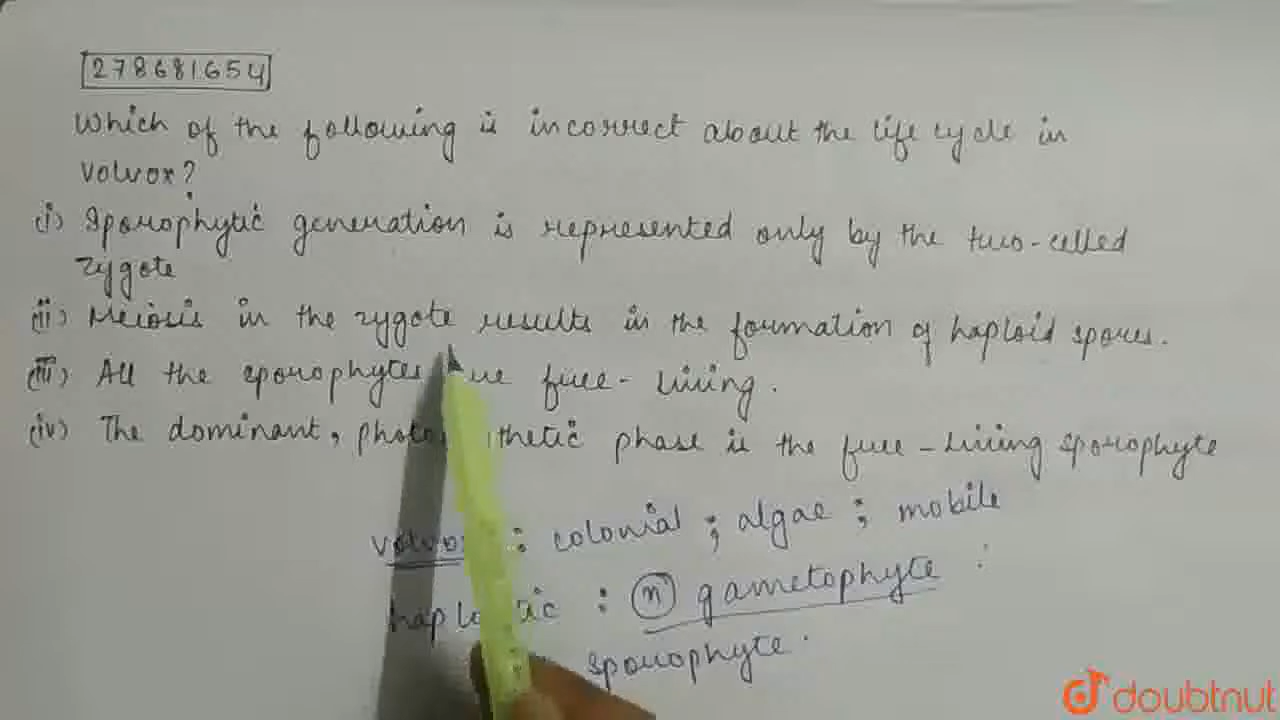 278681654
Which of the following is incorrect about the life cycle in
Volvox?
(i) Sporophytic generation is represented only by the two-celled
zygote
(ii) Meiosis in the zygote results in the formation of haploid spores.
(iii) All the sporophytes free-living.
(iv) The dominant, phase is the free-living sporophyte
: colonial ; algae ; mobile
: n gametophyte :
sporophyte.
doubtnut